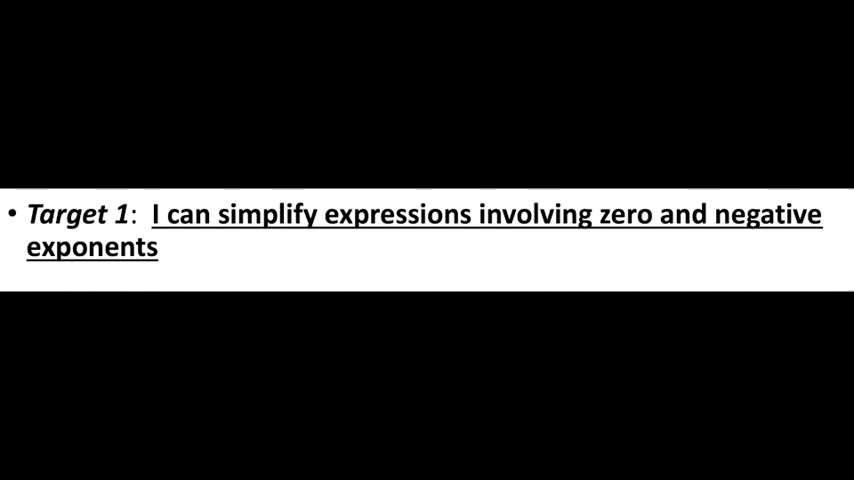 • Target 1: I can simplify expressions involving zero and negative
exponents